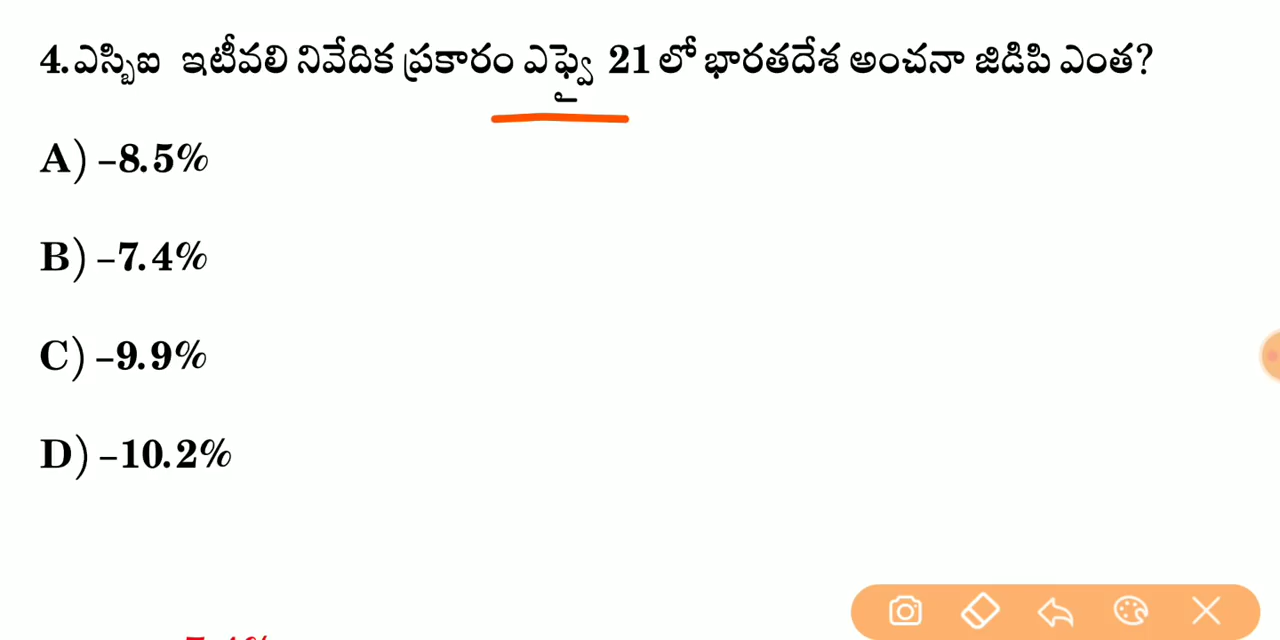 4.ఎస్బిఐ ఇటీవలి నివేదిక ప్రకారం ఎఫ్వై 21 లో భారతదేశ అంచనా జిడిపి ఎంత?
A) -8.5%
B) -7.4%
C) -9.9%
D) -10.2%